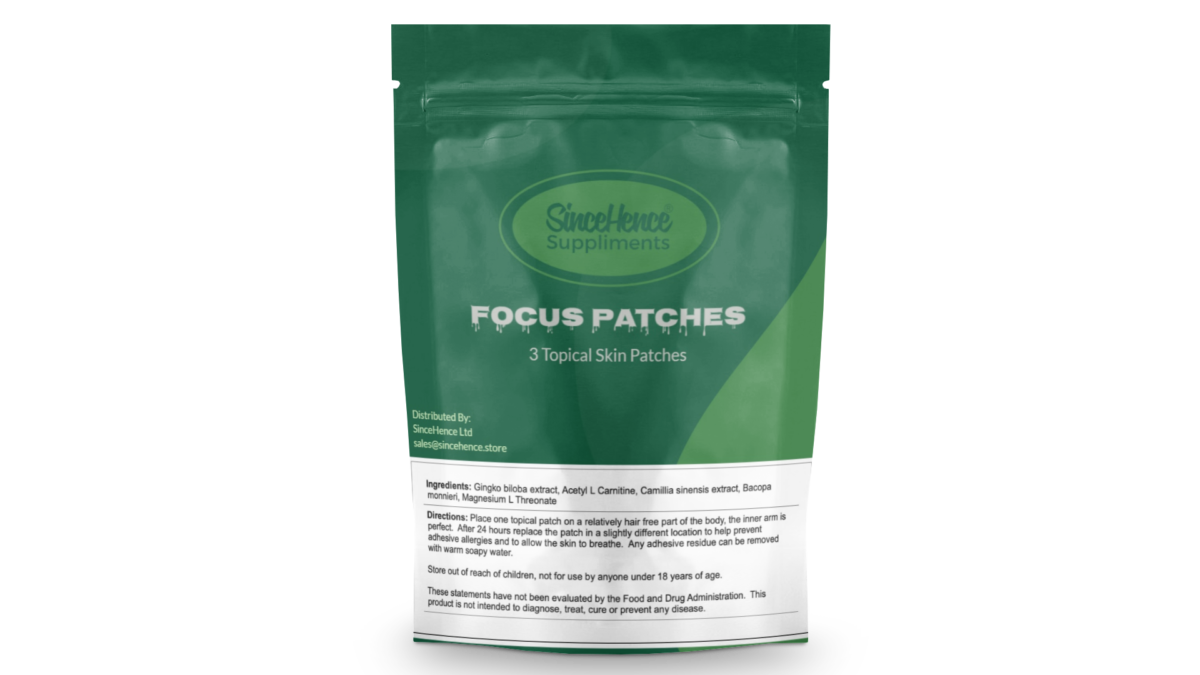 SinceHence®
Suppliments
FOCUS PATCHES
3 Topical Skin Patches
Distributed By:
SinceHence Ltd
sales@sincehence.store
Ingredients: Gingko biloba extract, Acetyl L Carnitine, Camillia sinensis extract, Bacopa
monnieri, Magnesium L Threonate
Directions: Place one topical patch on a relatively hair free part of the body, the inner arm is
perfect. After 24 hours replace the patch in a slightly different location to help prevent
adhesive allergies and to allow the skin to breathe. Any adhesive residue can be removed
with warm soapy water.
Store out of reach of children, not for use by anyone under 18 years of age.
These statements have not been evaluated by the Food and Drug Administration. This
product is not intended to diagnose, treat, cure or prevent any disease.